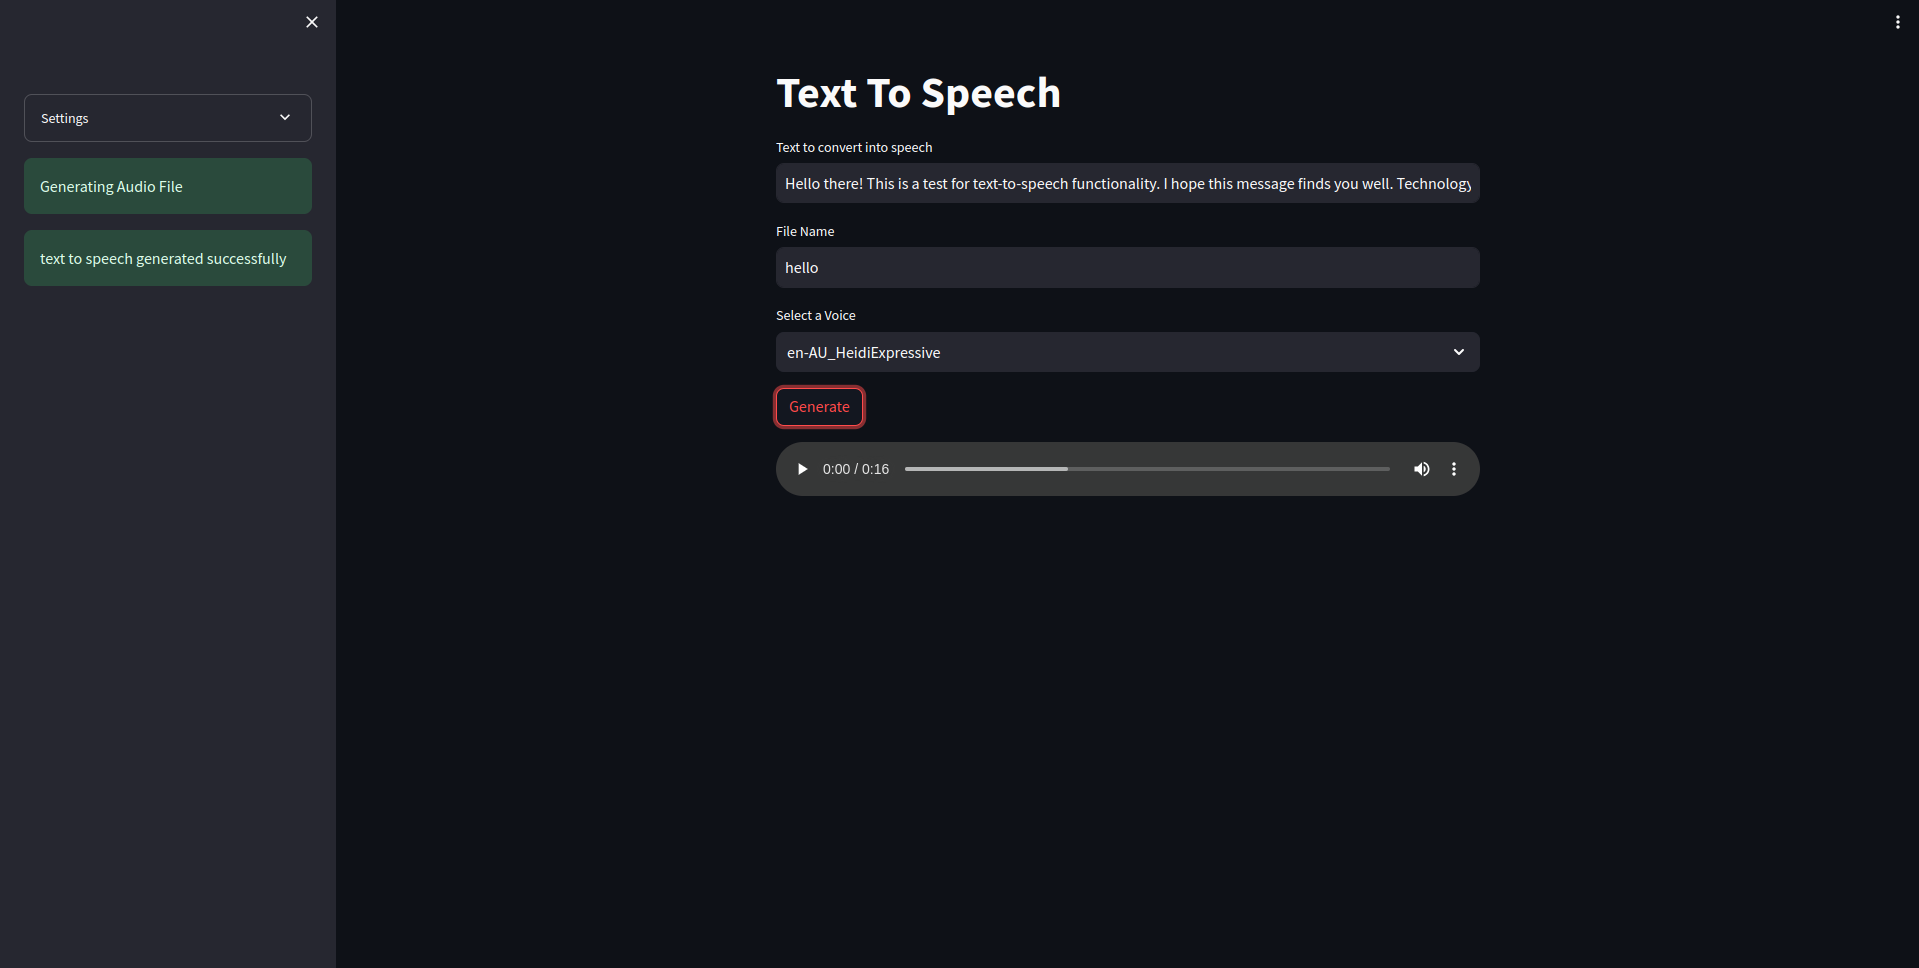 Settings
Generating Audio File
text to speech generated successfully
Text To Speech
Text to convert into speech
Hello there! This is a test for text-to-speech functionality. I hope this message finds you well. Technology
File Name
hello
Select a Voice
en-AU_HeidiExpressive
Generate
0:00 / 0:16